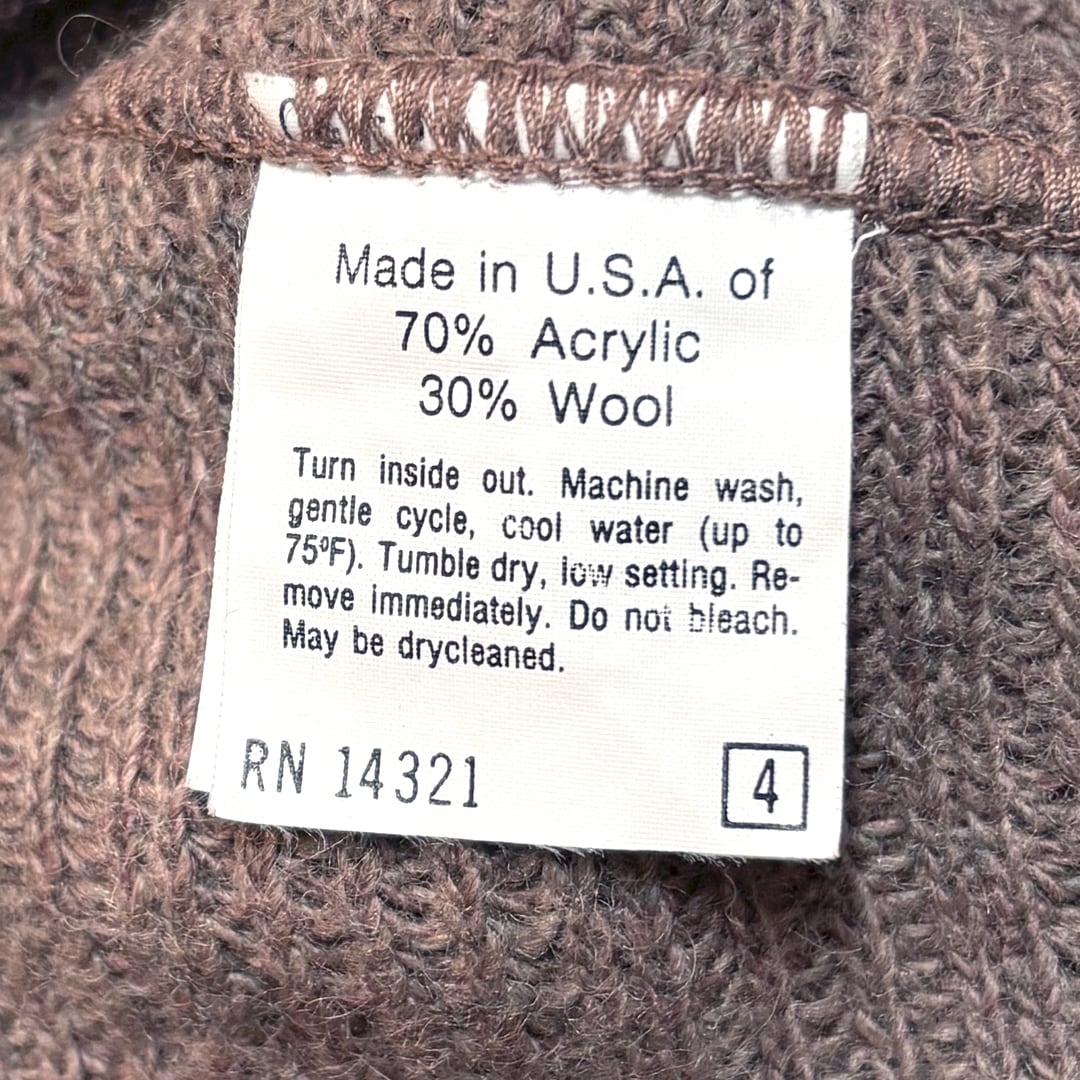 Made in U.S.A. of
70% Acrylic
30% Wool
Turn inside out. Machine wash,
gentle cycle, cool water (up to
75ºF). Tumble dry, low setting. Re-
move immediately. Do not bleach.
May be drycleaned.
RN 14321
4